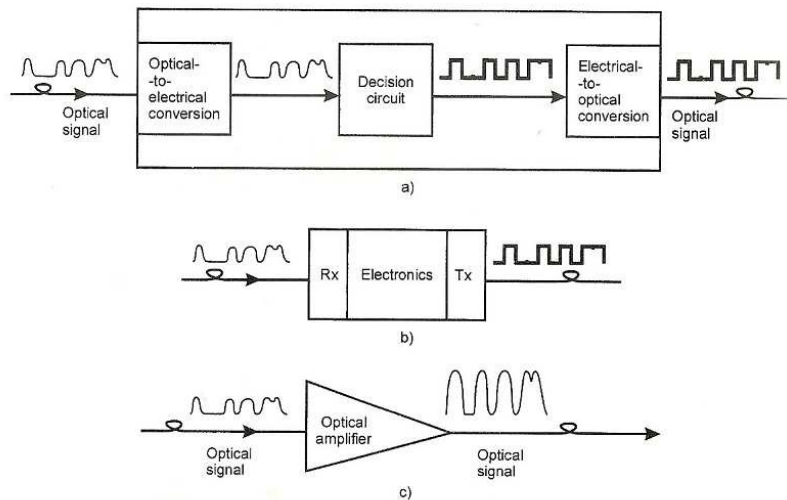 Optical-
-to-
electrical
conversion
Decision
circuit
Electrical-
-to-
optical
conversion
Optical
signal
Optical
signal
a)
Rx
Electronics
Tx
b)
Optical
amplifier
Optical
signal
Optical
signal
c)